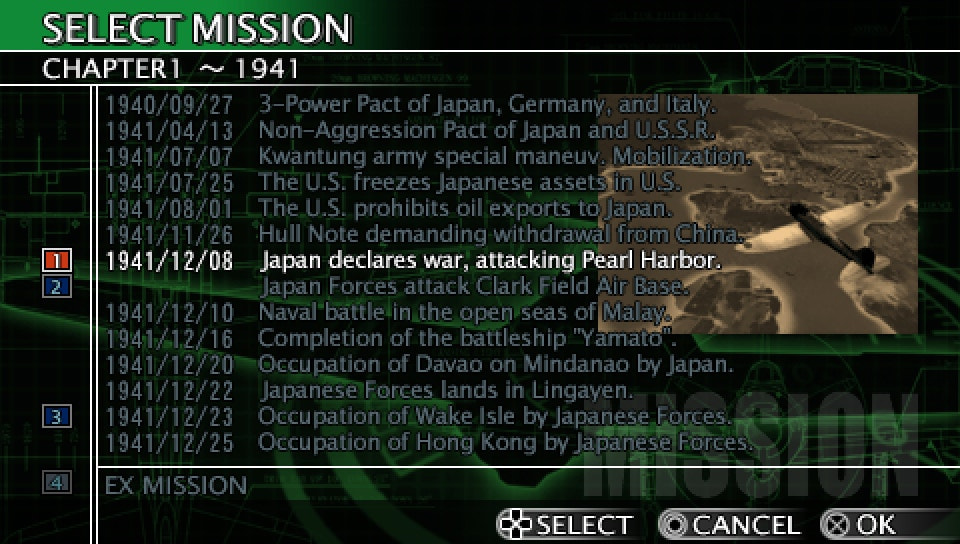 SELECT MISSION
CHAPTER1 ～ 1941
1940/09/27 3-Power Pact of Japan, Germany, and Italy.
1941/04/13 Non-Aggression Pact of Japan and U.S.S.R.
1941/07/07 Kwantung army special maneuv. Mobilization.
1941/07/25 The U.S. freezes Japanese assets in U.S.
1941/08/01 The U.S. prohibits oil exports to Japan.
1941/11/26 Hull Note demanding withdrawal from China.
1 1941/12/08 Japan declares war, attacking Pearl Harbor.
2 Japan Forces attack Clark Field Air Base.
1941/12/10 Naval battle in the open seas of Malay.
1941/12/16 Completion of the battleship "Yamato".
1941/12/20 Occupation of Davao on Mindanao by Japan.
1941/12/22 Japanese Forces lands in Lingayen.
3 1941/12/23 Occupation of Wake Isle by Japanese Forces.
1941/12/25 Occupation of Hong Kong by Japanese Forces.
MISSION
4 EX MISSION
SELECT CANCEL OK